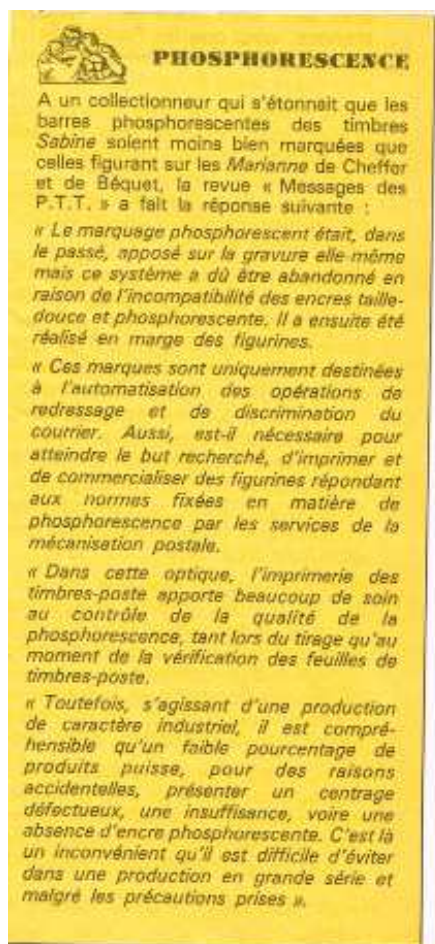 PHOSPHORESCENCE
A un collectionneur qui s'étonnait que les
barres phosphorescentes des timbres
Sabine soient moins bien marquées que
celles figurant sur les Marianne de Cheffer
et de Béquet, la revue « Messages des
P.T.T. » a fait la réponse suivante :
« Le marquage phosphorescent était, dans
le passé, apposé sur la gravure elle même
mais ce système a dû être abandonné en
raison de l'incompatibilité des encres taille-
douce et phosphorescente. Il a ensuite été
réalisé en marge des figurines.
« Ces marques sont uniquement destinées
à l'automatisation des opérations de
redressage et de discrimination du
courrier. Aussi, est-il nécessaire pour
atteindre le but recherché, d'imprimer et
de commercialiser des figurines répondant
aux normes fixées en matière de
phosphorescence par les services de la
mécanisation postale.
« Dans cette optique, l'imprimerie des
timbres-poste apporte beaucoup de soin
au contrôle de la qualité de la
phosphorescence, tant lors du tirage qu'au
moment de la vérification des feuilles de
timbres-poste.
« Toutefois, s'agissant d'une production
de caractère industriel, il est compré-
hensible qu'un faible pourcentage de
produits puisse, pour des raisons
accidentelles, présenter un centrage
défectueux, une insuffisance, voire une
absence d'encre phosphorescente. C'est là
un inconvénient qu'il est difficile d'éviter
dans une production en grande série et
malgré les précautions prises ».